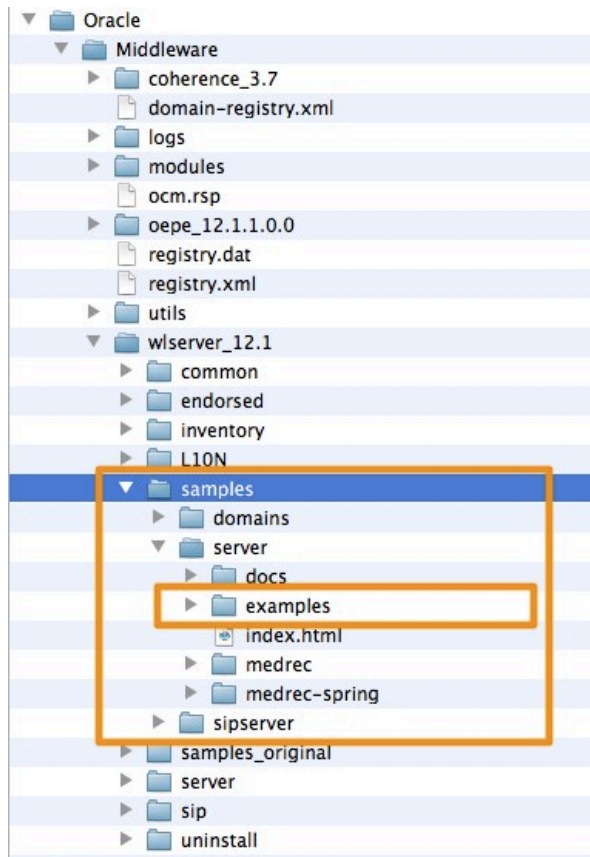 Oracle
Middleware
coherence_3.7
domain-registry.xml
logs
modules
ocm.rsp
oepe_12.1.1.0.0
registry.dat
registry.xml
utils
wlserver_12.1
common
endorsed
inventory
L10N
samples
domains
server
docs
examples
index.html
medrec
medrec-spring
sipserver
samples_original
server
sip
uninstall